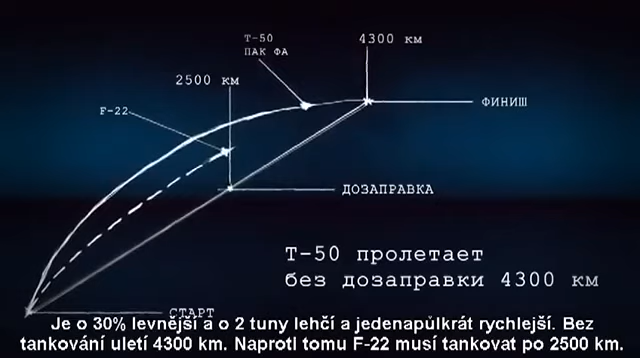 Т-50
ПАК ФА
4300 км
2500 км
F-22
ФИНИШ
ДОЗАПРАВКА
Т-50 пролетает
без дозаправки 4300 км
СТАРТ
Je o 30% levnější a o 2 tuny lehčí a jedenapůlkrát rychlejší. Bez
tankování uletí 4300 km. Naprotl tomu F-22 musí tankovat po 2500 km.